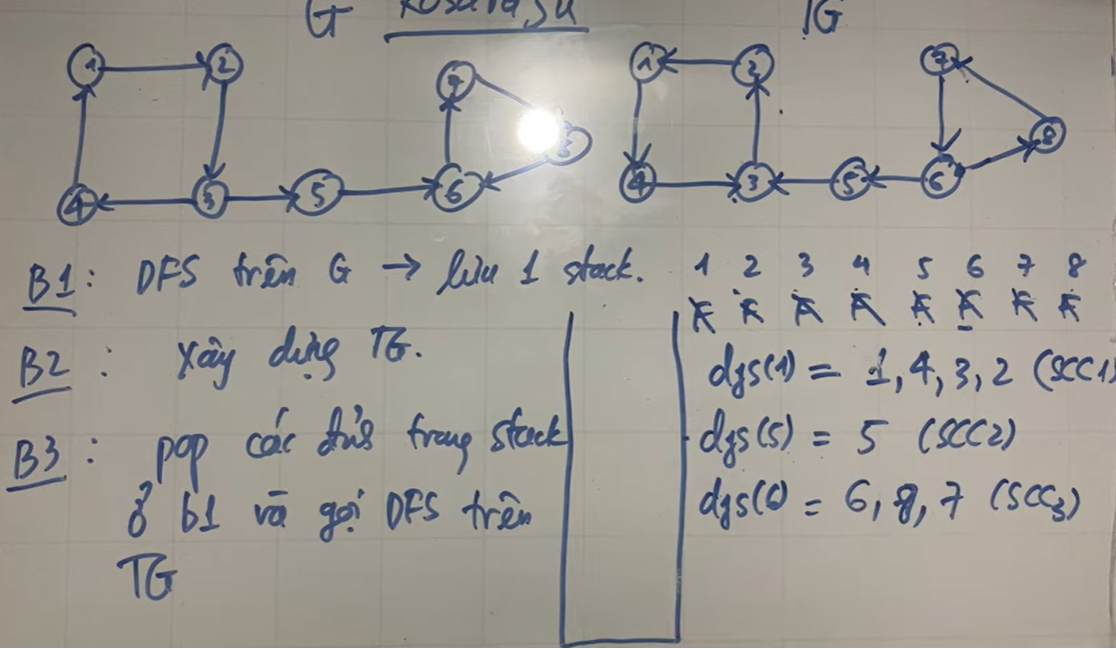 G Kosaraju TG
1 2 7 8
4 3 5 6
1 2 7 8
4 3 5 6
B1: DFS trên G → lưu 1 stack.
B2: Xây dựng TG.
B3: pop các đỉnh trong stack
ở b1 và gọi DFS trên
TG
1 2 3 4 5 6 7 8
dfs(1) = 1, 4, 3, 2 (SCC1)
dfs(5) = 5 (SCC2)
dfs(6) = 6, 8, 7 (SCC3)